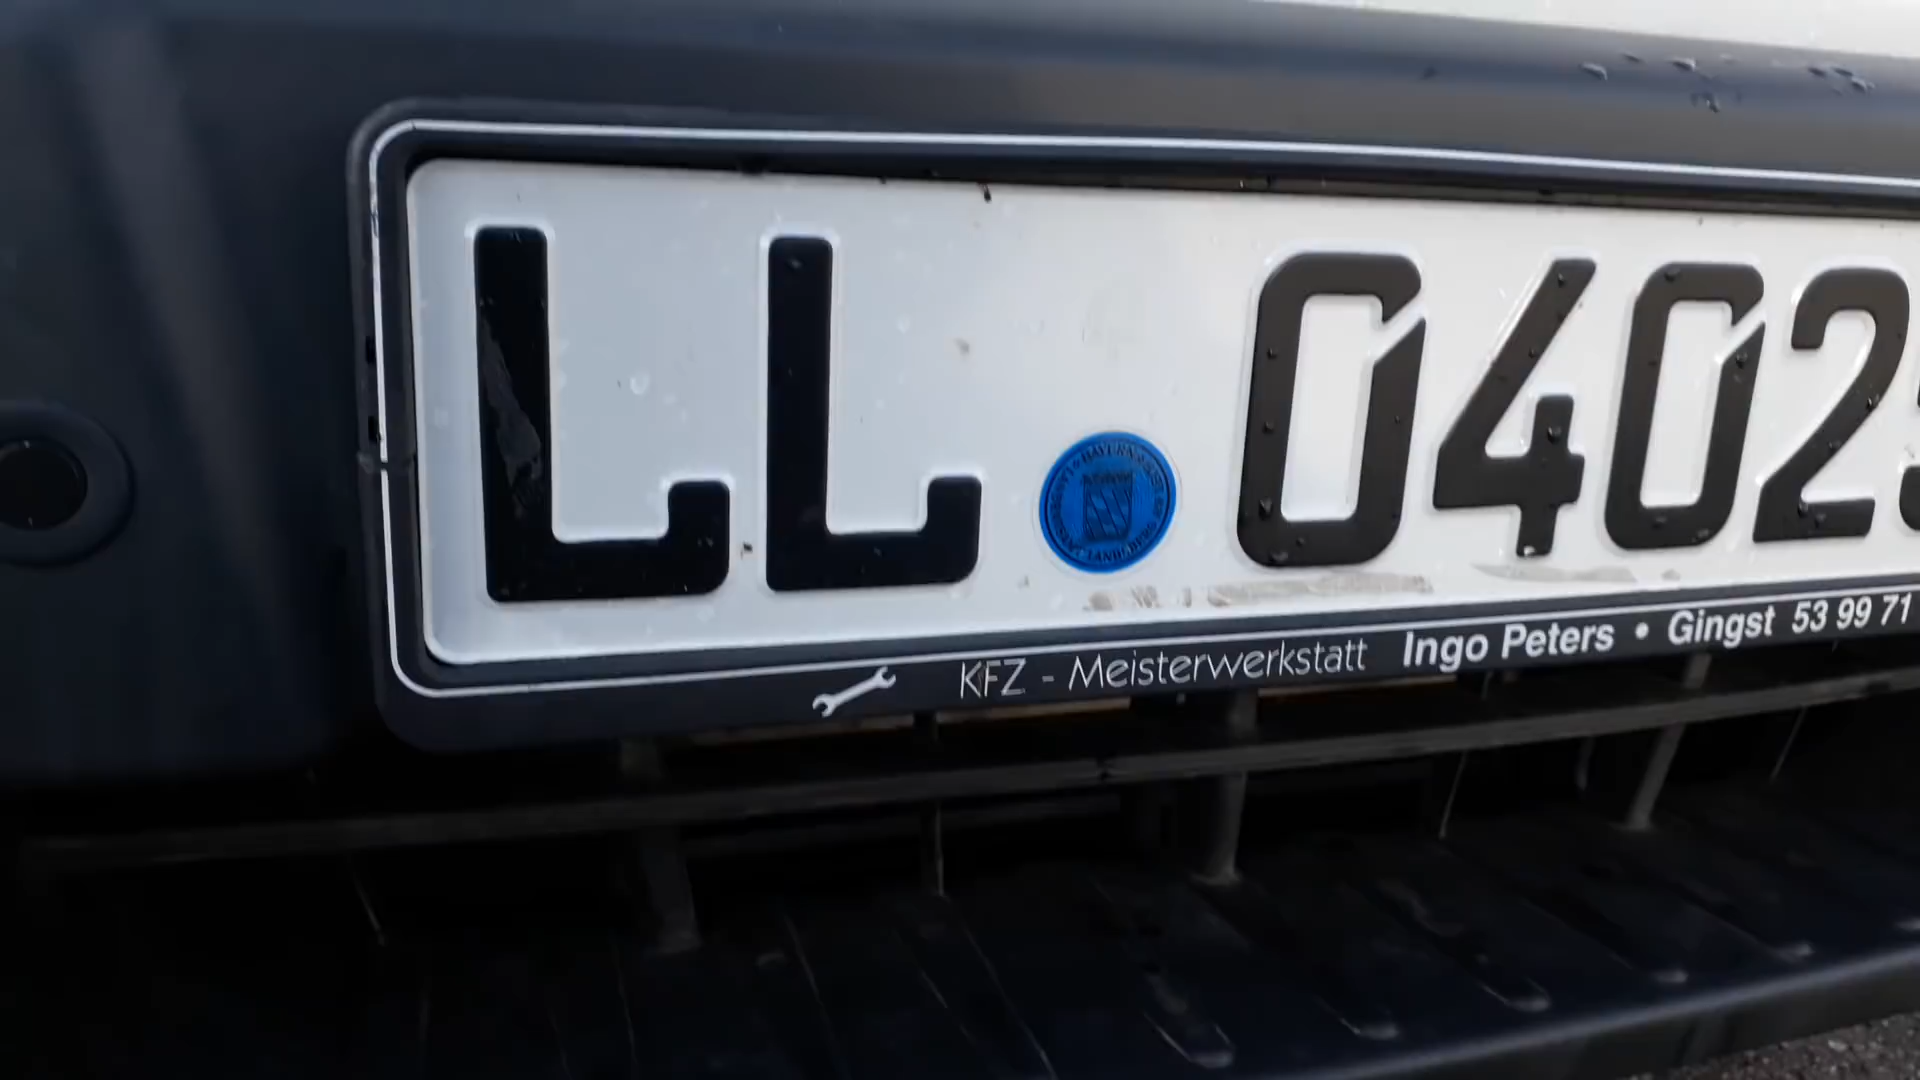 LL 0402
KFZ - Meisterwerkstatt Ingo Peters • Gingst 53 99 71